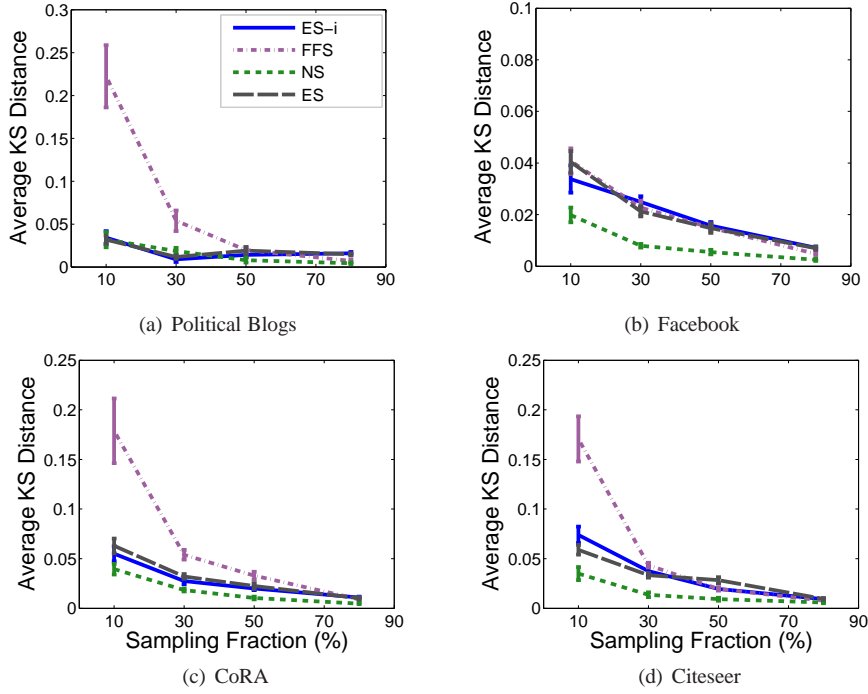 0.3
0.25
0.2
0.15
0.1
0.05
0
Average KS Distance
10 30 50 70 90
ES−i
FFS
NS
ES
(a) Political Blogs
0.1
0.08
0.06
0.04
0.02
0
Average KS Distance
10 30 50 70 90
(b) Facebook
0.25
0.2
0.15
0.1
0.05
0
Average KS Distance
10 30 50 70 90
Sampling Fraction (%)
(c) CoRA
0.25
0.2
0.15
0.1
0.05
0
Average KS Distance
10 30 50 70 90
Sampling Fraction (%)
(d) Citeseer